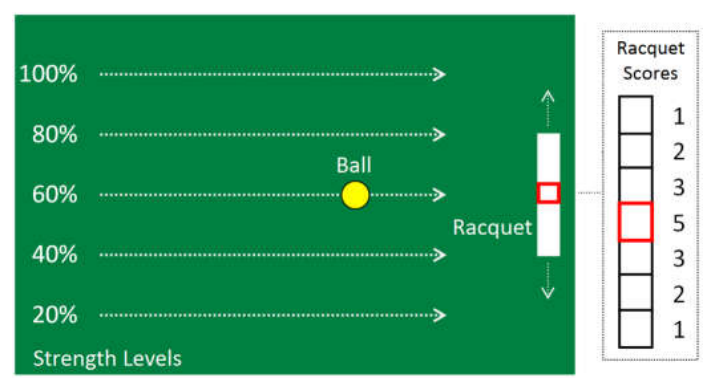 100%
80%
60%
40%
20%
Strength Levels
Ball
Racquet
Racquet
Scores
1
2
3
5
3
2
1